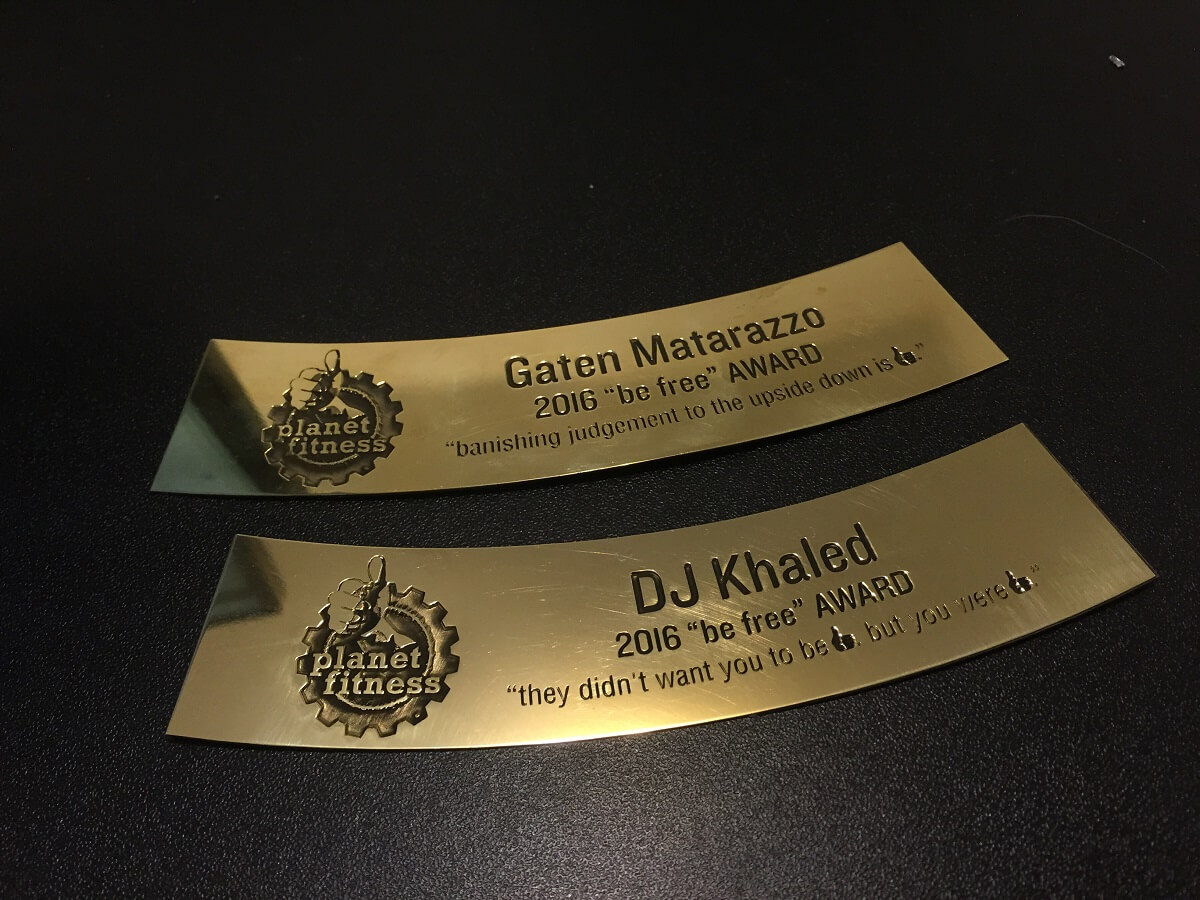 planet
fitness
Gaten Matarazzo
2016 “be free” AWARD
“banishing judgement to the upside down is 👍.”
planet
fitness
DJ Khaled
2016 “be free” AWARD
“they didn't want you to be 👍. but you were 👍.”